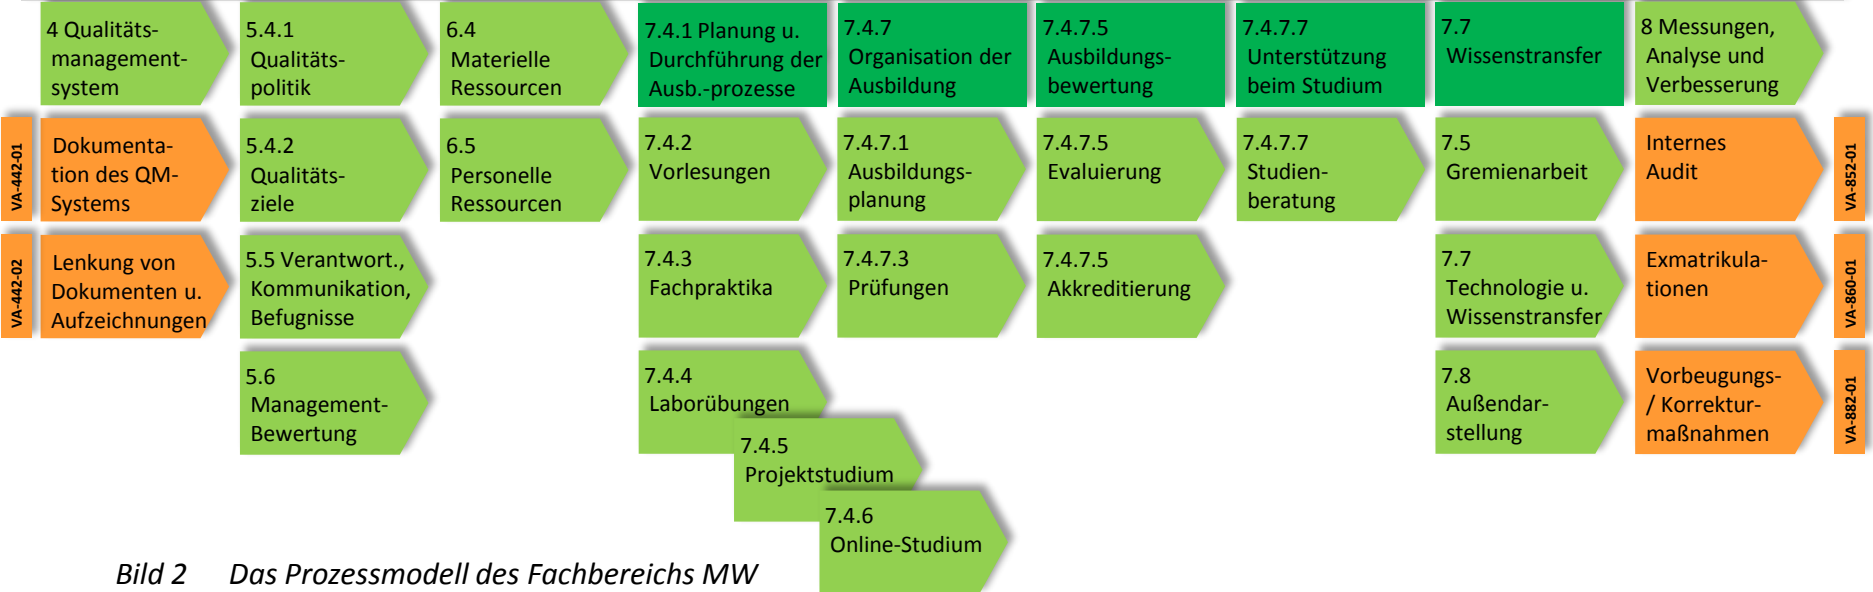 4 Qualitäts-
management-
system
5.4.1
Qualitäts-
politik
6.4
Materielle
Ressourcen
7.4.1 Planung u.
Durchführung der
Ausb.-prozesse
7.4.7
Organisation der
Ausbildung
7.4.7.5
Ausbildungs-
bewertung
7.4.7.7
Unterstützung
beim Studium
7.7
Wissenstransfer
8 Messungen,
Analyse und
Verbesserung
VA-442-01
Dokumenta-
tion des QM-
Systems
5.4.2
Qualitäts-
ziele
6.5
Personelle
Ressourcen
7.4.2
Vorlesungen
7.4.7.1
Ausbildungs-
planung
7.4.7.5
Evaluierung
7.4.7.7
Studien-
beratung
7.5
Gremienarbeit
Internes
Audit
VA-852-01
VA-442-02
Lenkung von
Dokumenten u.
Aufzeichnungen
5.5 Verantwort.,
Kommunikation,
Befugnisse
7.4.3
Fachpraktika
7.4.7.3
Prüfungen
7.4.7.5
Akkreditierung
7.7
Technologie u.
Wissenstransfer
Exmatrikula-
tionen
VA-860-01
5.6
Management-
Bewertung
7.4.4
Laborübungen
7.8
Außendar-
stellung
Vorbeugungs-
/ Korrektur-
maßnahmen
VA-882-01
7.4.5
Projektstudium
7.4.6
Online-Studium
Bild 2 Das Prozessmodell des Fachbereichs MW